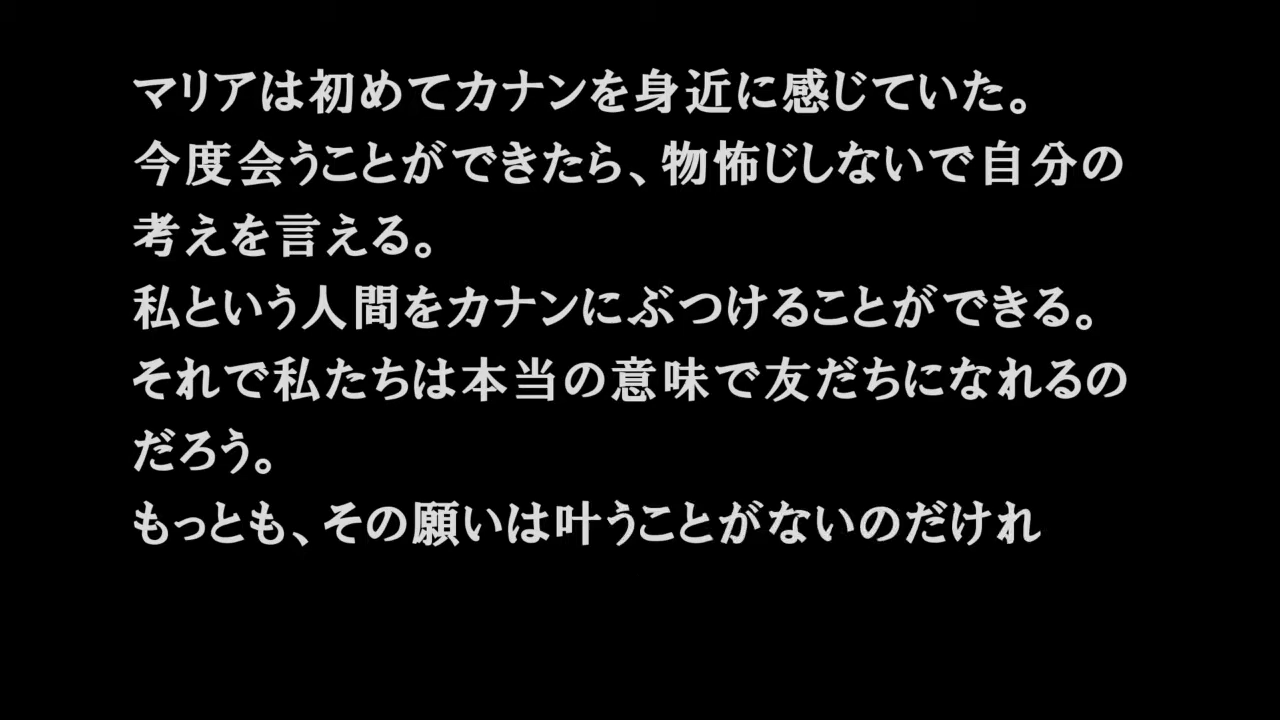 マリアは初めてカナンを身近に感じていた。
今度会うことができたら、物怖じしないで自分の
考えを言える。
私という人間をカナンにぶつけることができる。
それで私たちは本当の意味で友だちになれるの
だろう。
もっとも、その願いは叶うことがないのだけれ